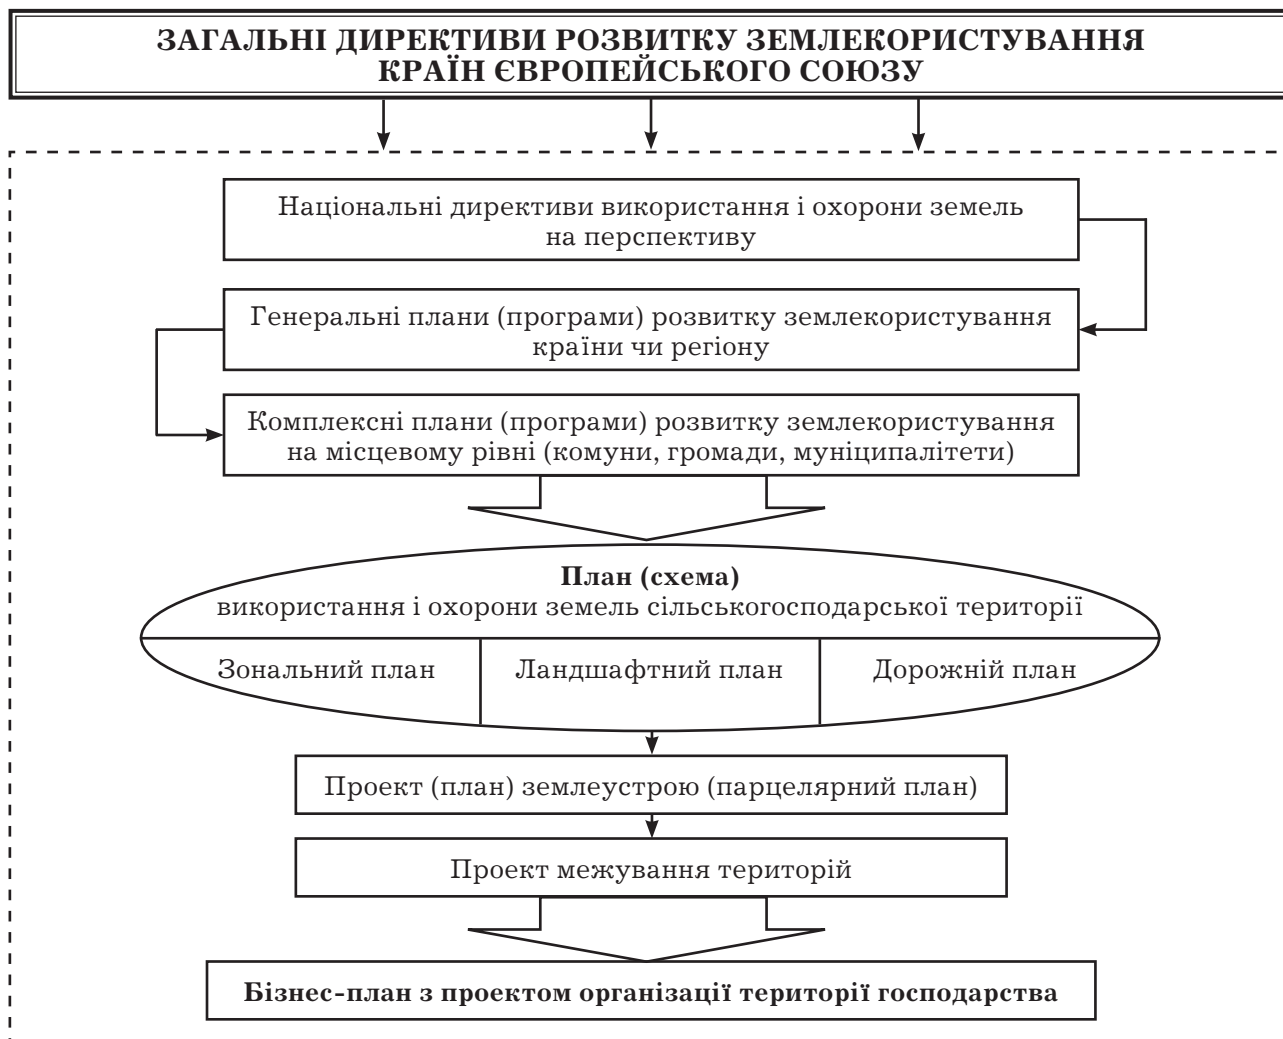 ЗАГАЛЬНІ ДИРЕКТИВИ РОЗВИТКУ ЗЕМЛЕКОРИСТУВАННЯ
КРАЇН ЄВРОПЕЙСЬКОГО СОЮЗУ
Національні директиви використання і охорони земель
на перспективу
Генеральні плани (програми) розвитку землекористування
країни чи регіону
Комплексні плани (програми) розвитку землекористування
на місцевому рівні (комуни, громади, муніципалітети)
План (схема)
використання і охорони земель сільськогосподарської території
Зональний план
Ландшафтний план
Дорожній план
Проект (план) землеустрою (парцелярний план)
Проект межування територій
Бізнес-план з проектом організації території господарства